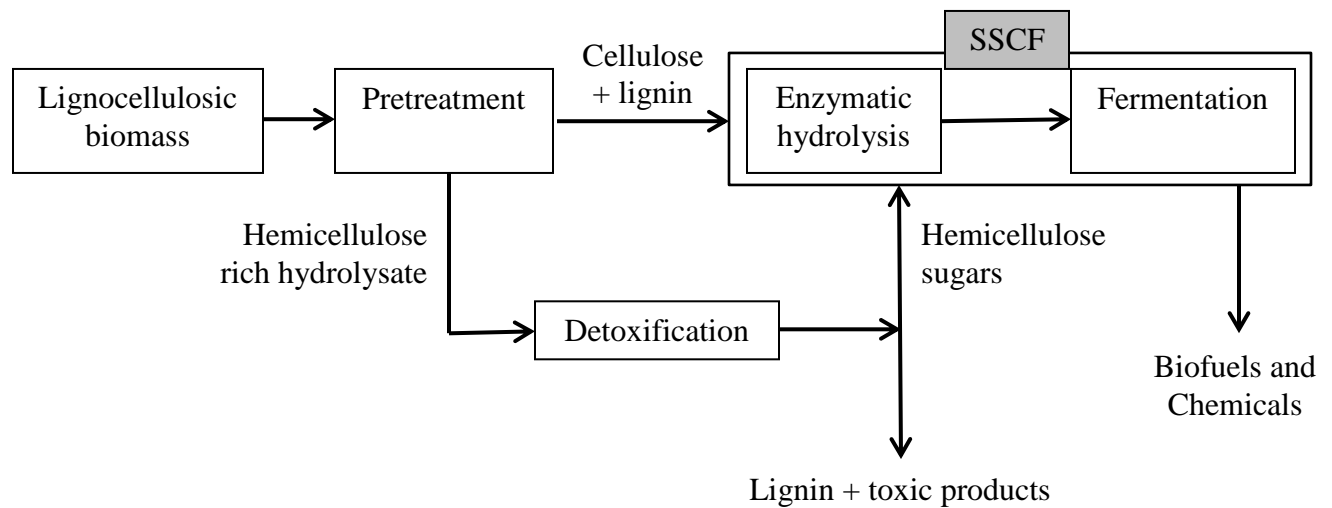 SSCF
Lignocellulosic
biomass
Pretreatment
Cellulose
+ lignin
Enzymatic
hydrolysis
Fermentation
Hemicellulose
rich hydrolysate
Hemicellulose
sugars
Detoxification
Biofuels and
Chemicals
Lignin + toxic products